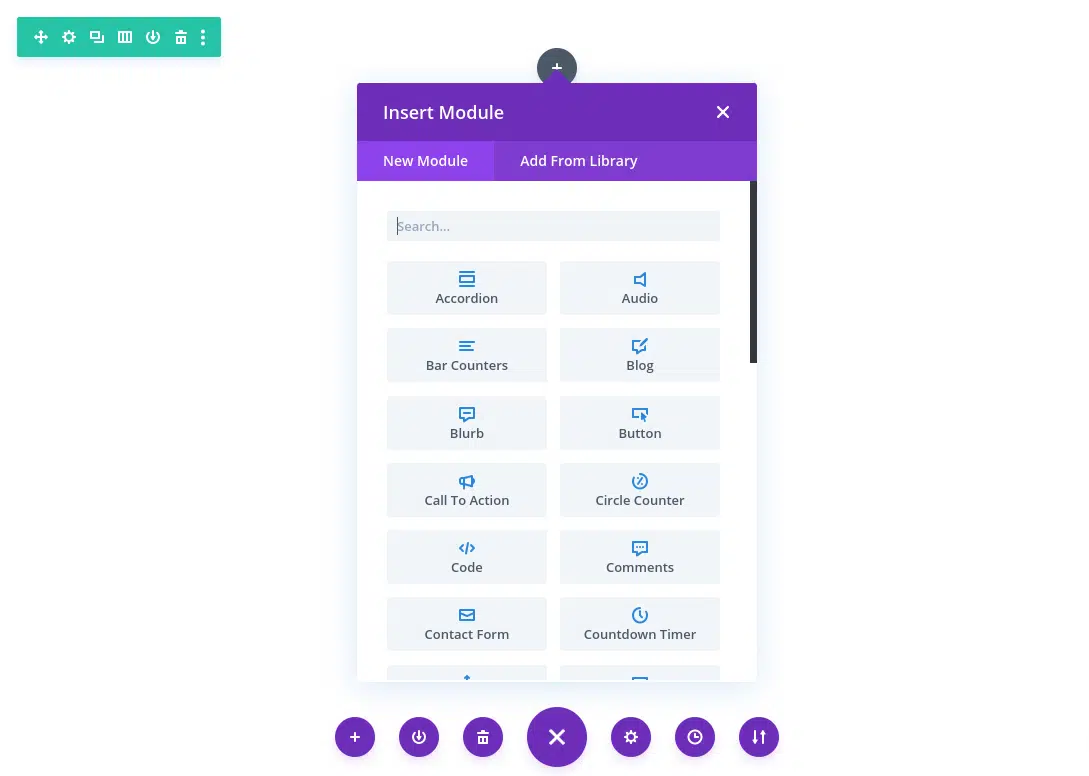 Insert Module
New Module Add From Library
Search...
Accordion Audio
Bar Counters Blog
Blurb Button
Call To Action Circle Counter
Code Comments
Contact Form Countdown Timer